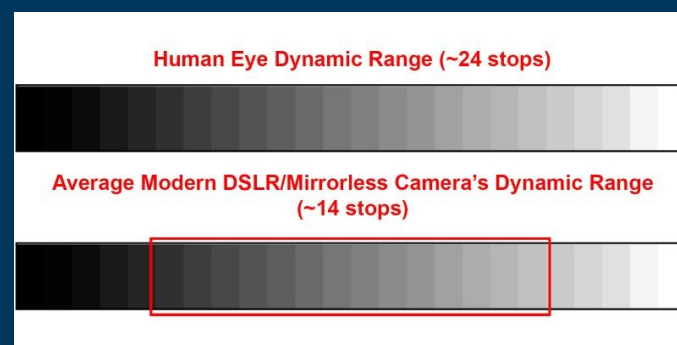 Human Eye Dynamic Range (~24 stops)
Average Modern DSLR/Mirrorless Camera's Dynamic Range
(~14 stops)